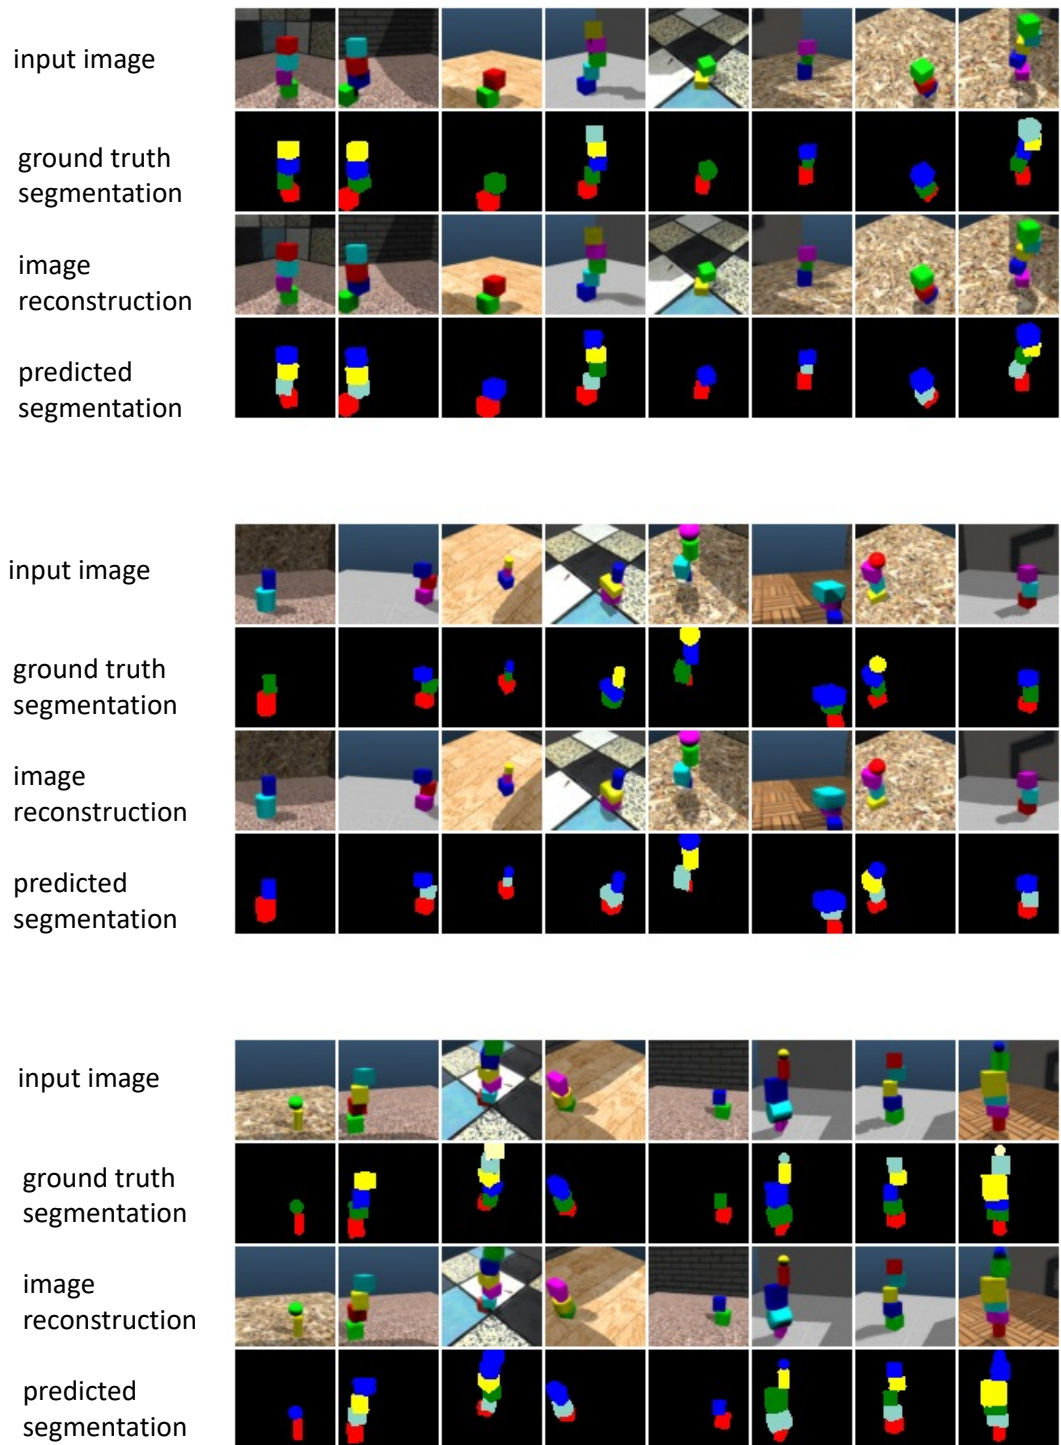 input image
ground truth
segmentation
image
reconstruction
predicted
segmentation
input image
ground truth
segmentation
image
reconstruction
predicted
segmentation
input image
ground truth
segmentation
image
reconstruction
predicted
segmentation